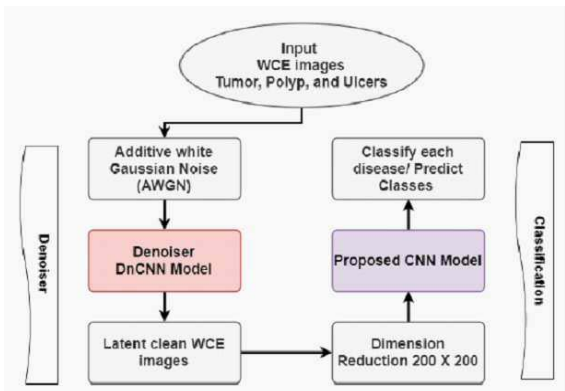 Input
WCE images
Tumor, Polyp, and Ulcers
Additive white
Gaussian Noise
(AWGN)
Classify each
disease/ Predict
Classes
Denoiser
Denoiser
DnCNN Model
Proposed CNN Model
Classification
Latent clean WCE
images
Dimension
Reduction 200 X 200